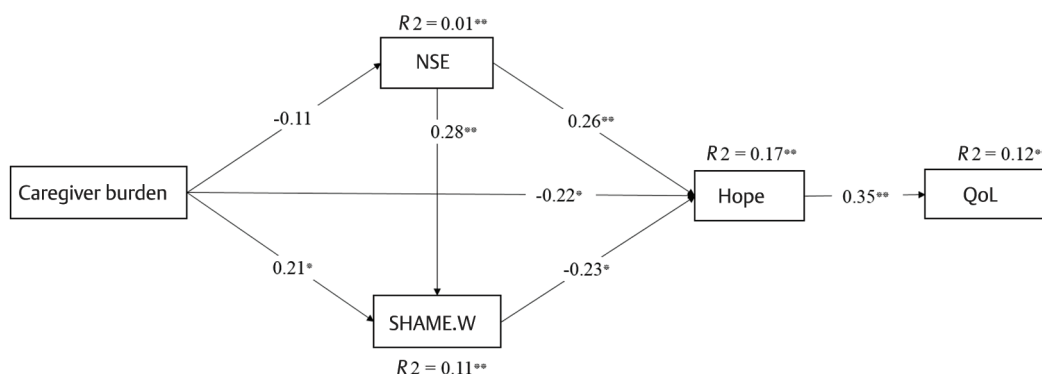 R2 = 0.01**
NSE
-0.11
0.28**
0.26**
R2 = 0.17**
R2 = 0.12*
Caregiver burden
-0.22*
Hope
0.35**
QoL
0.21*
-0.23*
SHAME.W
R2 = 0.11**